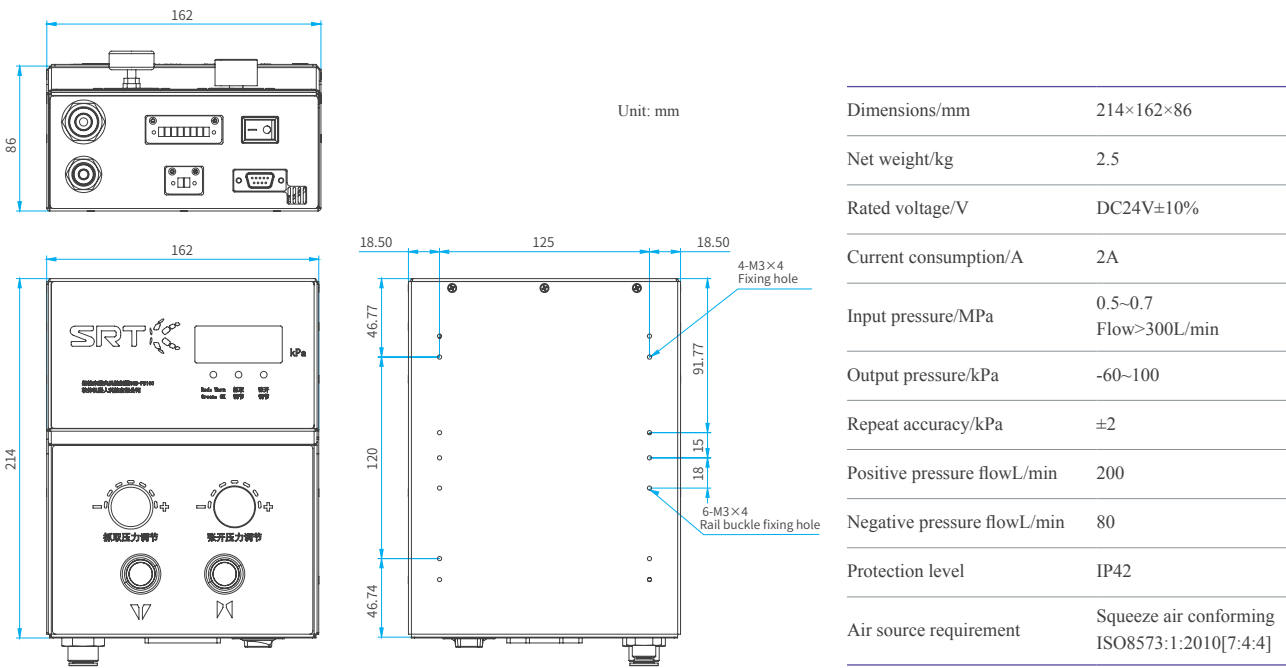 162
86
Unit: mm
162
214
SRT
kPa
抓取压力调节
张开压力调节
18.50
125
18.50
4-M3×4
Fixing hole
46.77
91.77
120
15
18
6-M3×4
Rail buckle fixing hole
46.74
Dimensions/mm 214×162×86
Net weight/kg 2.5
Rated voltage/V DC24V±10%
Current consumption/A 2A
Input pressure/MPa 0.5~0.7
Flow>300L/min
Output pressure/kPa -60~100
Repeat accuracy/kPa ±2
Positive pressure flowL/min 200
Negative pressure flowL/min 80
Protection level IP42
Air source requirement Squeeze air conforming
ISO8573:1:2010[7:4:4]